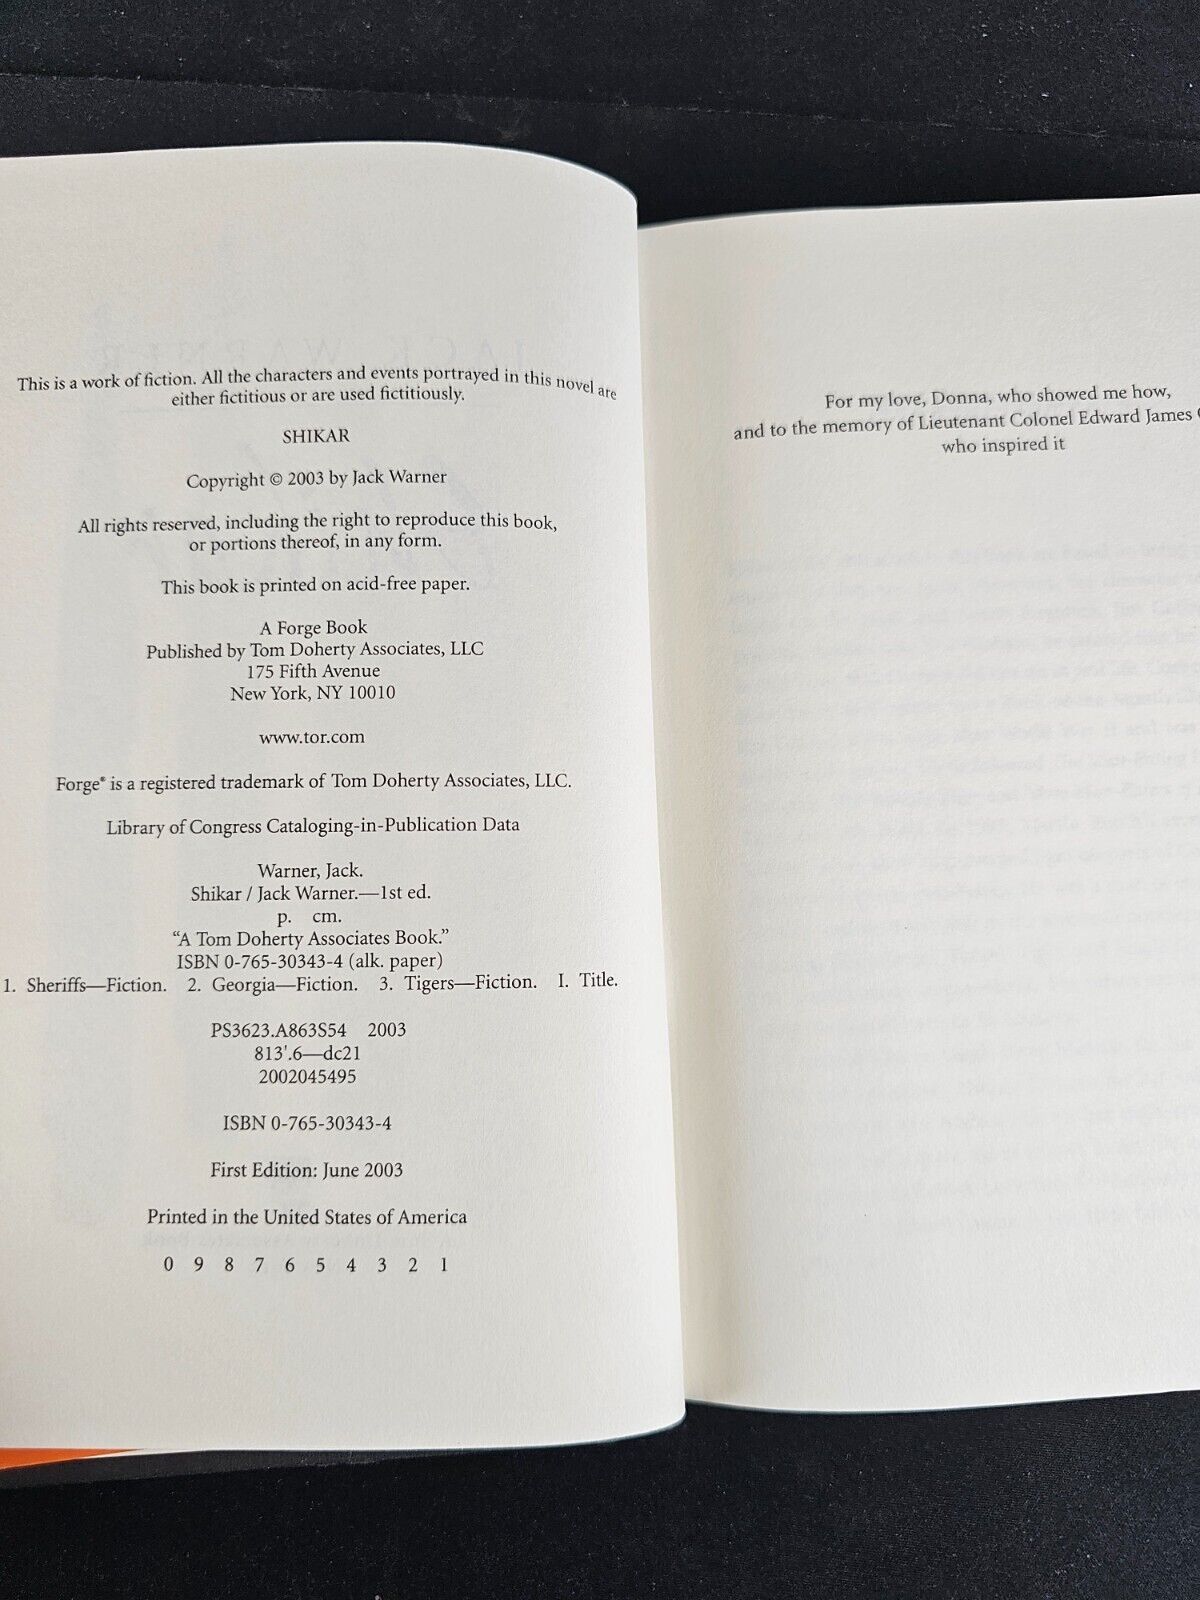 This is a work of fiction. All the characters and events portrayed in this novel are
either fictitious or are used fictitiously.
SHIKAR
Copyright © 2003 by Jack Warner
All rights reserved, including the right to reproduce this book,
or portions thereof, in any form.
This book is printed on acid-free paper.
A Forge Book
Published by Tom Doherty Associates, LLC
175 Fifth Avenue
New York, NY 10010
www.tor.com
Forge® is a registered trademark of Tom Doherty Associates, LLC.
Library of Congress Cataloging-in-Publication Data
Warner, Jack.
Shikar / Jack Warner.—1st ed.
p. cm.
“A Tom Doherty Associates Book.”
ISBN 0-765-30343-4 (alk. paper)
1. Sheriffs—Fiction. 2. Georgia—Fiction. 3. Tigers—Fiction. I. Title.
PS3623.A863S54 2003
813'.6—dc21
2002045495
ISBN 0-765-30343-4
First Edition: June 2003
Printed in the United States of America
0 9 8 7 6 5 4 3 2 1
For my love, Donna, who showed me how,
and to the memory of Lieutenant Colonel Edward James
who inspired it